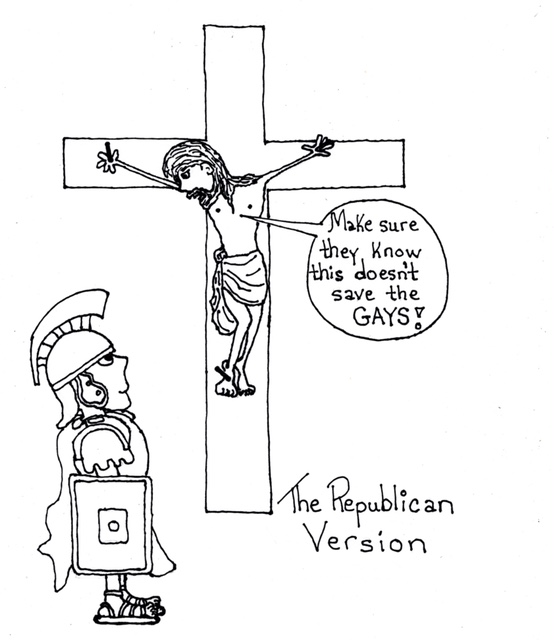 Make sure
they know
this doesn't
save the
GAYS!
The Republican
Version